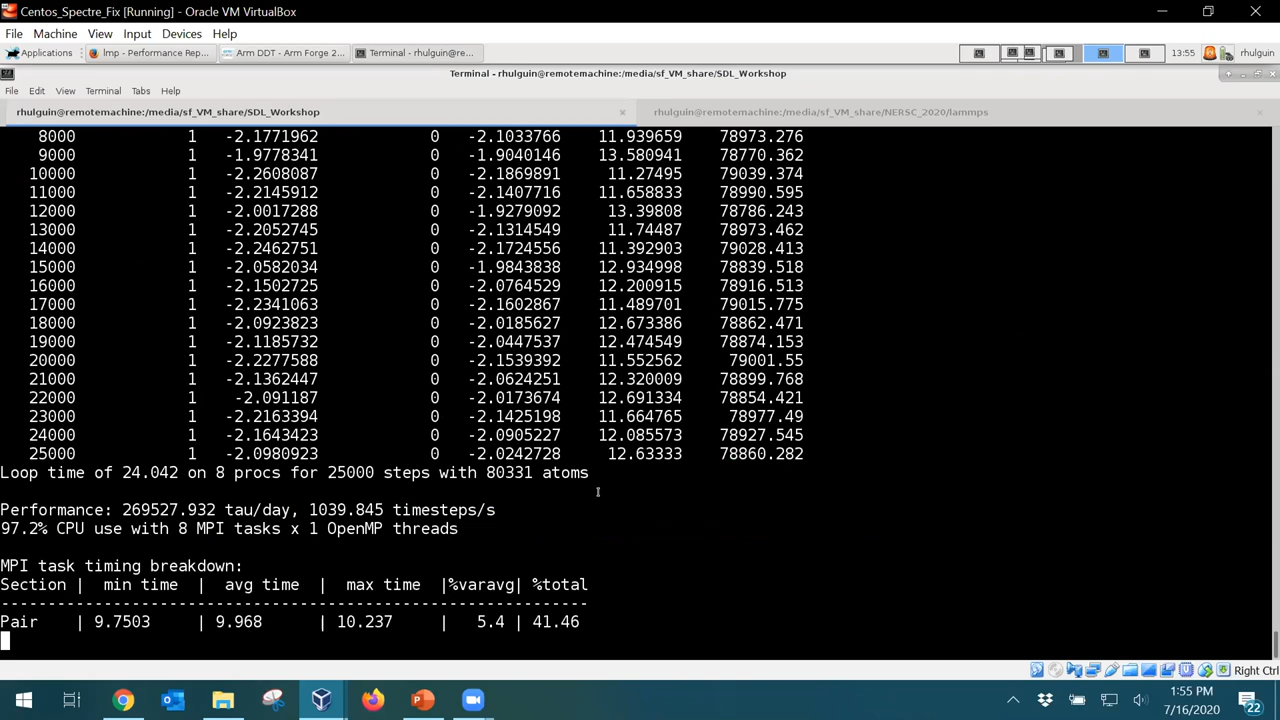 Centos_Spectre_Fix [Running] - Oracle VM VirtualBox
File Machine View Input Devices Help
Applications lmp - Performance Rep... Arm DDT - Arm Forge 2... Terminal - rhulguin@re... 13:55 rhulguin
Terminal - rhulguin@remotemachine:/media/sf_VM_share/SDL_Workshop
File Edit View Terminal Tabs Help
rhulguin@remotemachine:/media/sf_VM_share/SDL_Workshop rhulguin@remotemachine:/media/sf_VM_share/NERSC_2020/lammps
8000 1 -2.1771962 0 -2.1033766 11.939659 78973.276
9000 1 -1.9778341 0 -1.9040146 13.580941 78770.362
10000 1 -2.2608087 0 -2.1869891 11.27495 79039.374
11000 1 -2.2145912 0 -2.1407716 11.658833 78990.595
12000 1 -2.0017288 0 -1.9279092 13.39808 78786.243
13000 1 -2.2052745 0 -2.1314549 11.74487 78973.462
14000 1 -2.2462751 0 -2.1724556 11.392903 79028.413
15000 1 -2.0582034 0 -1.9843838 12.934998 78839.518
16000 1 -2.1502725 0 -2.0764529 12.200915 78916.513
17000 1 -2.2341063 0 -2.1602867 11.489701 79015.775
18000 1 -2.0923823 0 -2.0185627 12.673386 78862.471
19000 1 -2.1185732 0 -2.0447537 12.474549 78874.153
20000 1 -2.2277588 0 -2.1539392 11.552562 79001.55
21000 1 -2.1362447 0 -2.0624251 12.320009 78899.768
22000 1 -2.091187 0 -2.0173674 12.691334 78854.421
23000 1 -2.2163394 0 -2.1425198 11.664765 78977.49
24000 1 -2.1643423 0 -2.0905227 12.085573 78927.545
25000 1 -2.0980923 0 -2.0242728 12.63333 78860.282
Loop time of 24.042 on 8 procs for 25000 steps with 80331 atoms
Performance: 269527.932 tau/day, 1039.845 timesteps/s
97.2% CPU use with 8 MPI tasks x 1 OpenMP threads
MPI task timing breakdown:
Section | min time | avg time | max time |%varavg| %total
---------------------------------------------------------------
Pair | 9.7503 | 9.968 | 10.237 | 5.4 | 41.46
Right Ctrl
1:55 PM
7/16/2020
22